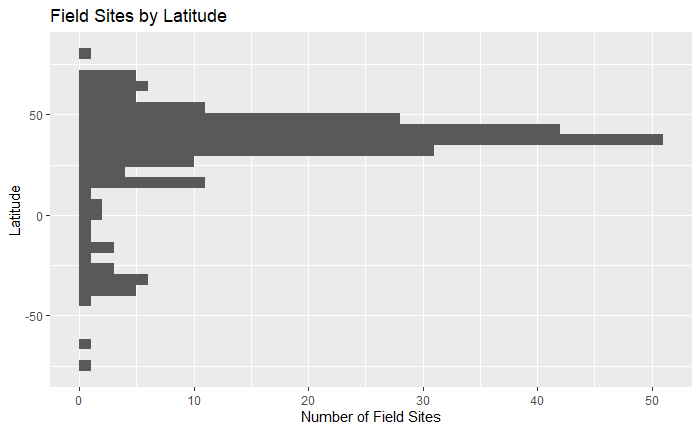 Field Sites by Latitude
Latitude
50
0
-50
0 10 20 30 40 50
Number of Field Sites